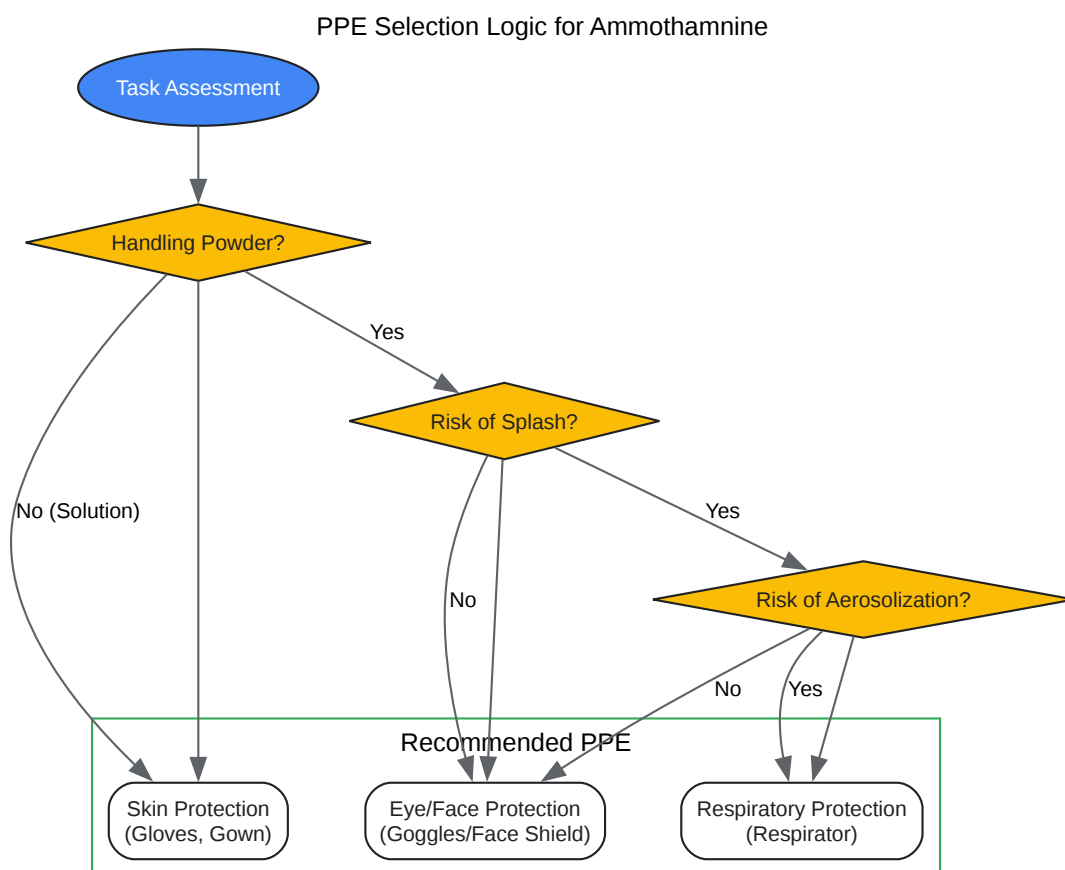 PPE Selection Logic for Ammothamnine
Task Assessment
Handling Powder?
Yes
Risk of Splash?
No (Solution)
Yes
No
Risk of Aerosolization?
No
Yes
Recommended PPE
Skin Protection
(Gloves, Gown)
Eye/Face Protection
(Goggles/Face Shield)
Respiratory Protection
(Respirator)